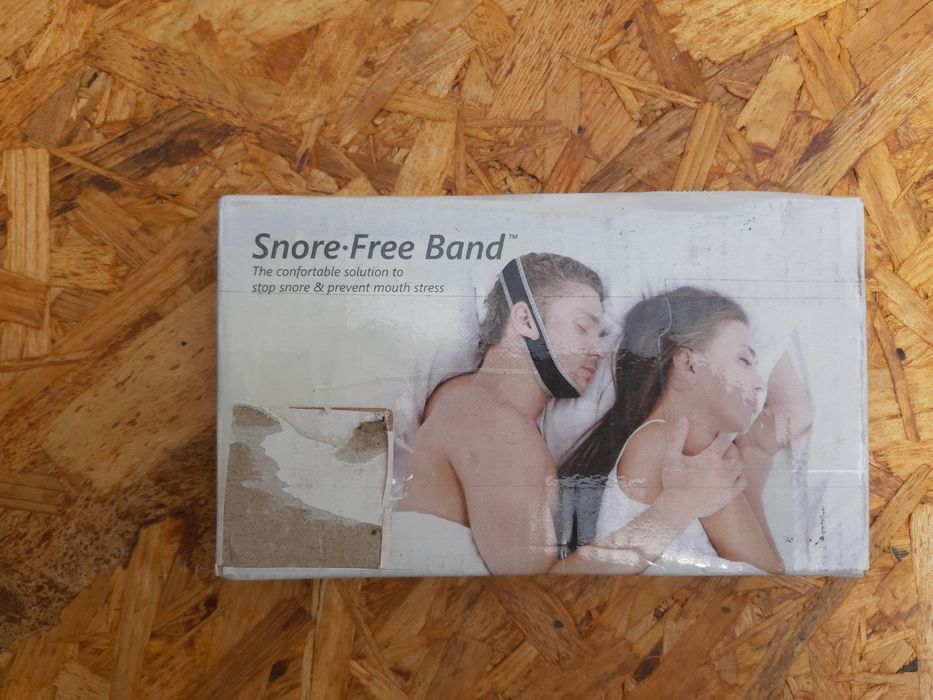 Snore·Free Band™
The confortable solution to
stop snore & prevent mouth stress